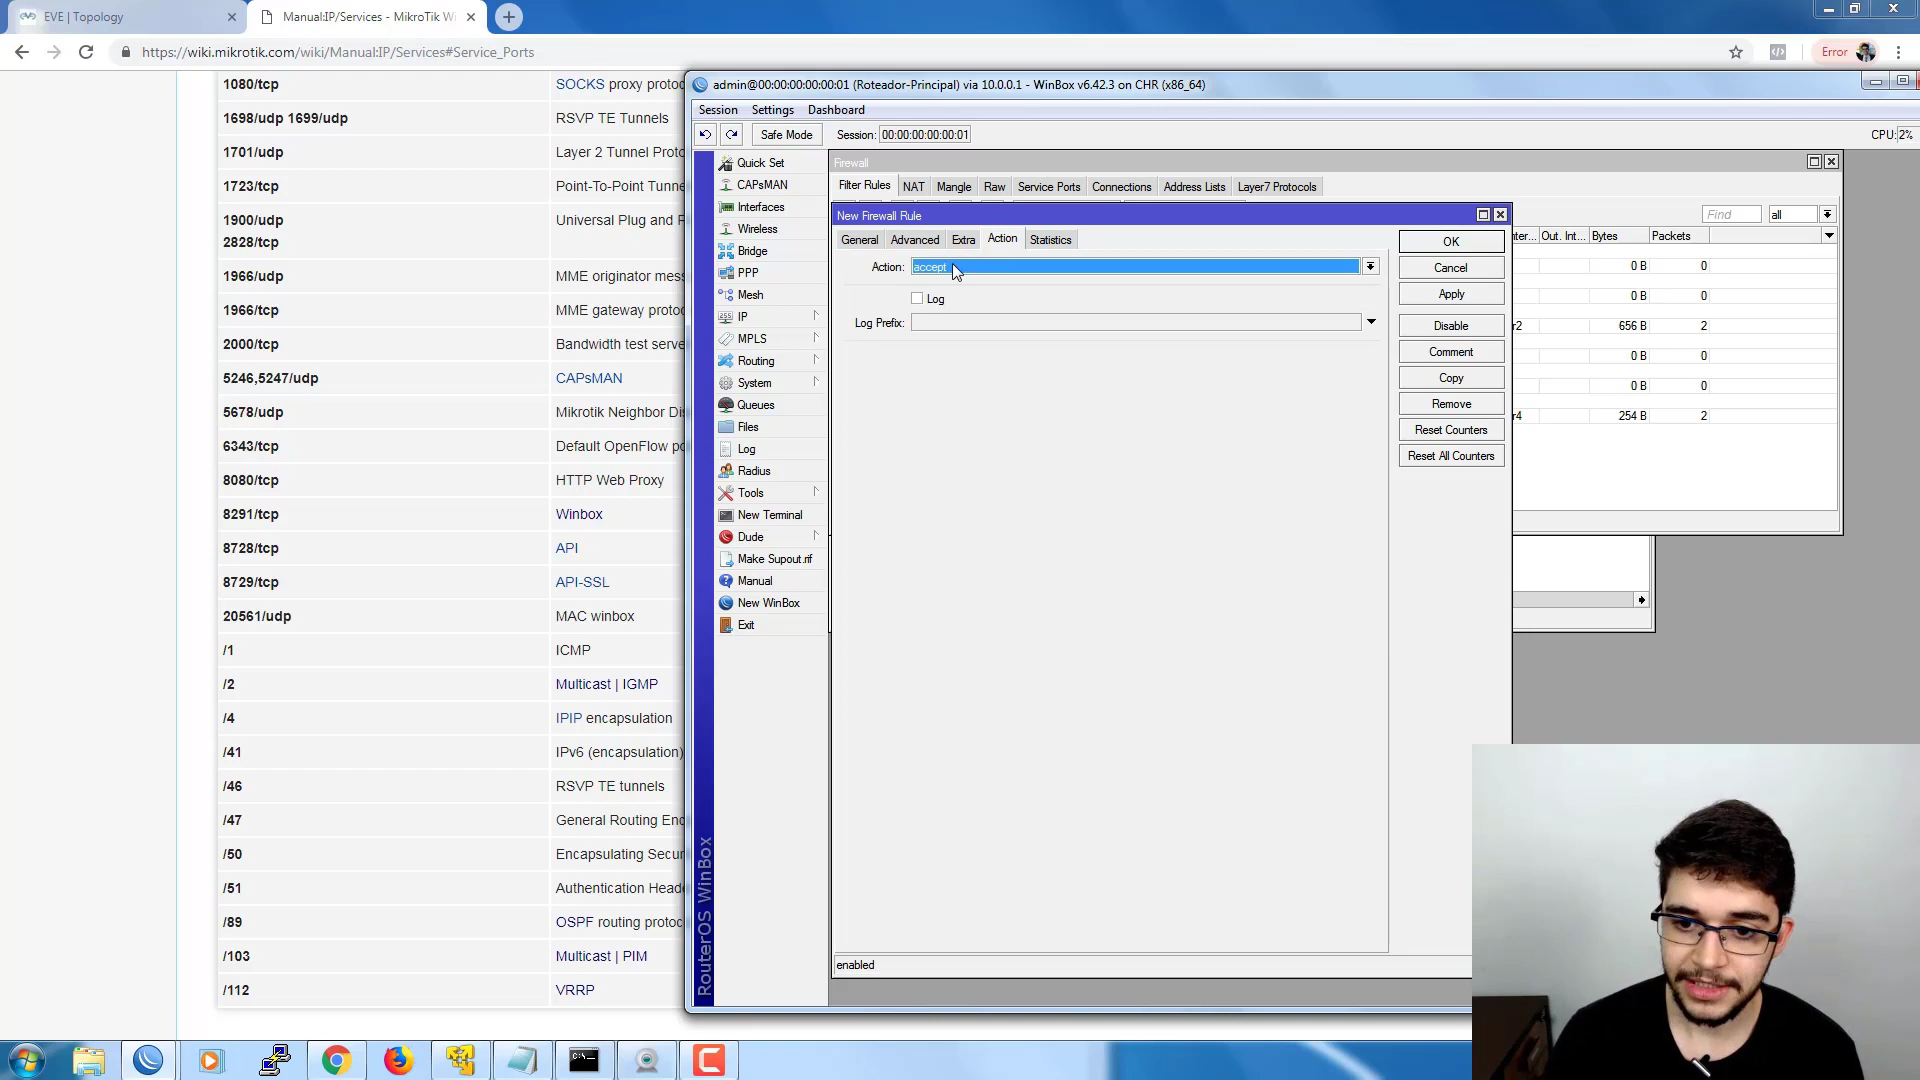 EVE | Topology
Manual:IP/Services - MikroTik Wi
https://wiki.mikrotik.com/wiki/Manual:IP/Services#Service_Ports
Error
1080/tcp SOCKS proxy protoc
1698/udp 1699/udp RSVP TE Tunnels
1701/udp Layer 2 Tunnel Proto
1723/tcp Point-To-Point Tunne
1900/udp Universal Plug and P
2828/tcp
1966/udp MME originator mess
1966/tcp MME gateway protoc
2000/tcp Bandwidth test serve
5246,5247/udp CAPsMAN
5678/udp Mikrotik Neighbor Dis
6343/tcp Default OpenFlow po
8080/tcp HTTP Web Proxy
8291/tcp Winbox
8728/tcp API
8729/tcp API-SSL
20561/udp MAC winbox
/1 ICMP
/2 Multicast | IGMP
/4 IPIP encapsulation
/41 IPv6 (encapsulation)
/46 RSVP TE tunnels
/47 General Routing Enc
/50 Encapsulating Secur
/51 Authentication Heade
/89 OSPF routing protoc
/103 Multicast | PIM
/112 VRRP
admin@00:00:00:00:00:01 (Roteador-Principal) via 10.0.0.1 - WinBox v6.42.3 on CHR (x86_64)
Session Settings Dashboard
Safe Mode Session: 00:00:00:00:00:01 CPU: 2%
Quick Set
CAPsMAN
Interfaces
Wireless
Bridge
PPP
Mesh
IP
MPLS
Routing
System
Queues
Files
Log
Radius
Tools
New Terminal
Dude
Make Supout.rif
Manual
New WinBox
Exit
RouterOS WinBox
Firewall
Filter Rules NAT Mangle Raw Service Ports Connections Address Lists Layer7 Protocols
Find all
nter... Out. Int... Bytes Packets
0 B 0
0 B 0
r2 656 B 2
0 B 0
0 B 0
r4 254 B 2
New Firewall Rule
General Advanced Extra Action Statistics
Action: accept
Log
Log Prefix:
OK
Cancel
Apply
Disable
Comment
Copy
Remove
Reset Counters
Reset All Counters
enabled